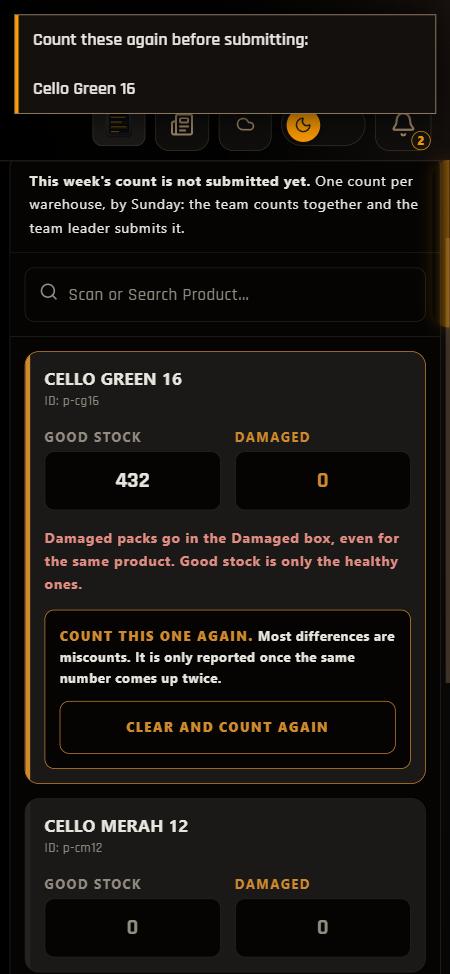 Count these again before submitting:
Cello Green 16
2
This week's count is not submitted yet. One count per
warehouse, by Sunday: the team counts together and the
team leader submits it.
Scan or Search Product...
CELLO GREEN 16
ID: p-cg16
GOOD STOCK DAMAGED
432 0
Damaged packs go in the Damaged box, even for
the same product. Good stock is only the healthy
ones.
COUNT THIS ONE AGAIN. Most differences are
miscounts. It is only reported once the same
number comes up twice.
CLEAR AND COUNT AGAIN
CELLO MERAH 12
ID: p-cm12
GOOD STOCK DAMAGED
0 0